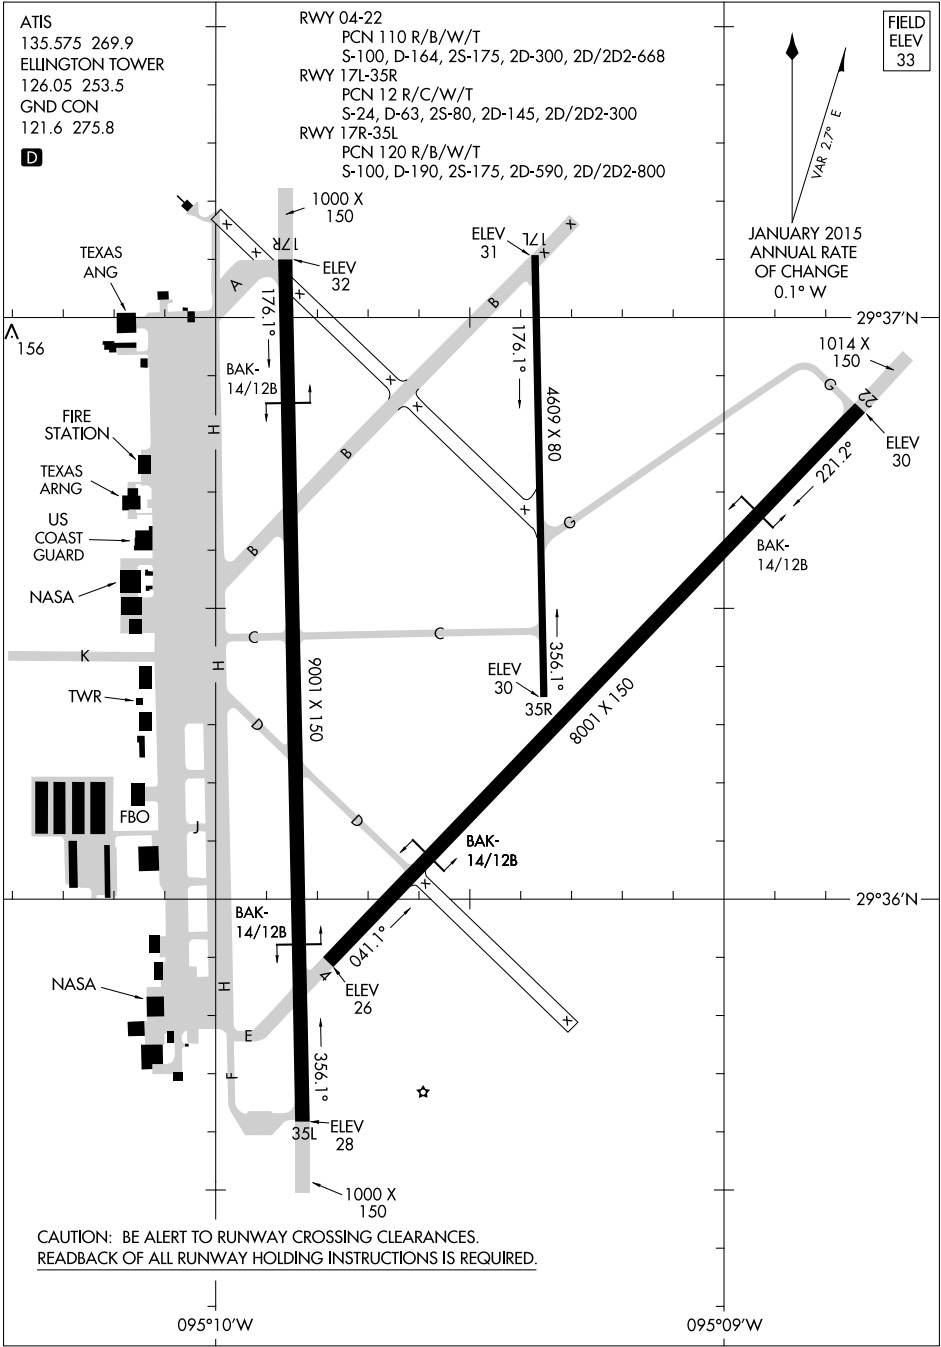 ATIS
135.575 269.9
ELLINGTON TOWER
126.05 253.5
GND CON
121.6 275.8
D
RWY 04-22
PCN 110 R/B/W/T
S-100, D-164, 2S-175, 2D-300, 2D/2D2-668
RWY 17L-35R
PCN 12 R/C/W/T
S-24, D-63, 2S-80, 2D-145, 2D/2D2-300
RWY 17R-35L
PCN 120 R/B/W/T
S-100, D-190, 2S-175, 2D-590, 2D/2D2-800
FIELD
ELEV
33
VAR 2.7° E
JANUARY 2015
ANNUAL RATE
OF CHANGE
0.1° W
1000 X
150
X
X
17R
ELEV
32
ELEV
31
17L
X
X
TEXAS
ANG
A
X
176.1°
B
176.1°
29°37'N
156
1014 X
150
BAK-
14/12B
X
X
4609 X 80
G
22
ELEV
30
FIRE
STATION
H
B
221.2°
TEXAS
ARNG
X
G
US
COAST
GUARD
B
BAK-
14/12B
NASA
C
C
K
H
9001 X 150
356.1°
ELEV
30
35R
TWR
D
8001 X 150
FBO
J
D
BAK-
14/12B
X
29°36'N
BAK-
14/12B
041.1°
4
ELEV
26
NASA
H
X
E
F
356.1°
35L
ELEV
28
1000 X
150
CAUTION: BE ALERT TO RUNWAY CROSSING CLEARANCES.
READBACK OF ALL RUNWAY HOLDING INSTRUCTIONS IS REQUIRED.
095°10'W
095°09'W